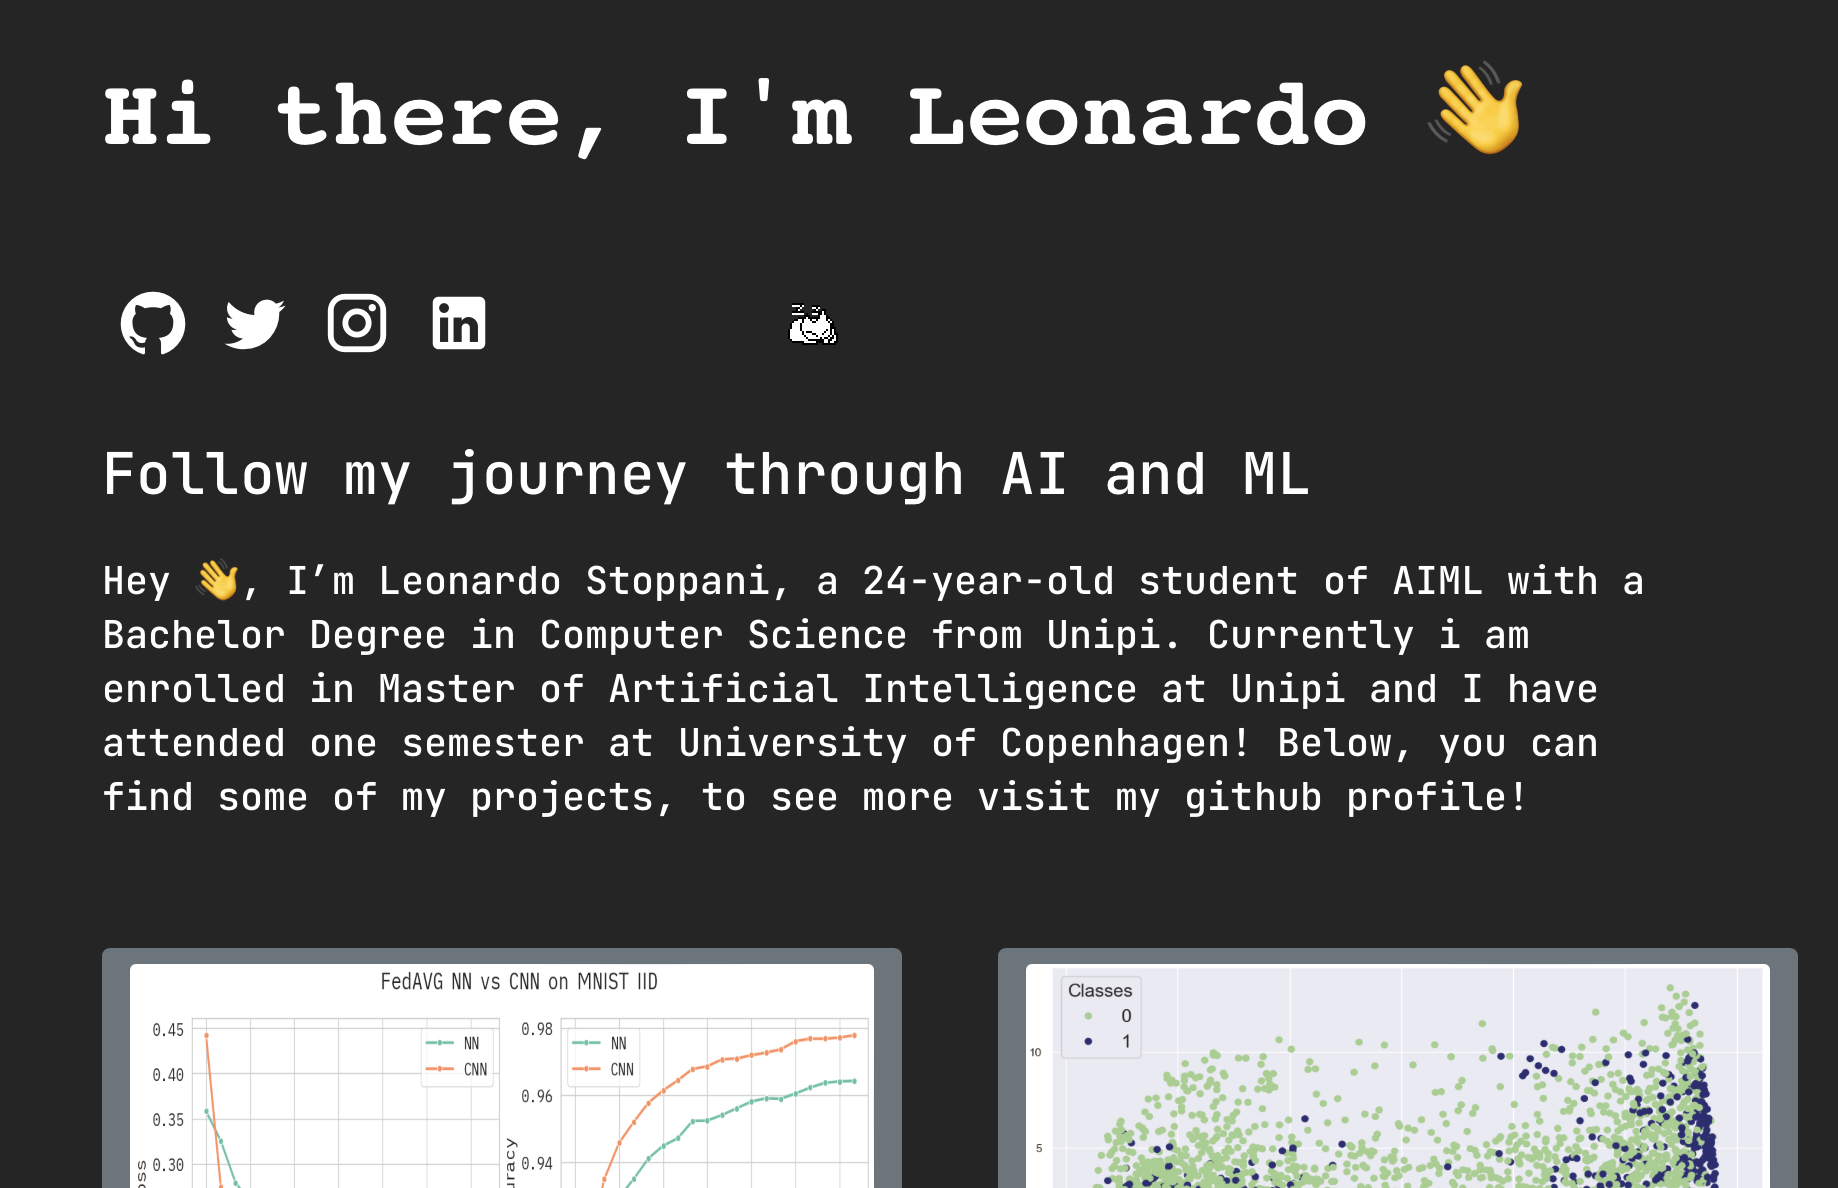 Hi there, I'm Leonardo 👋
in
Follow my journey through AI and ML
Hey 👋, I’m Leonardo Stoppani, a 24-year-old student of AIML with a
Bachelor Degree in Computer Science from Unipi. Currently i am
enrolled in Master of Artificial Intelligence at Unipi and I have
attended one semester at University of Copenhagen! Below, you can
find some of my projects, to see more visit my github profile!
FedAVG NN vs CNN on MNIST IID
0.45
0.40
0.35
0.30
NN
CNN
0.98
0.96
0.94
NN
CNN
Classes
0
1
10
5